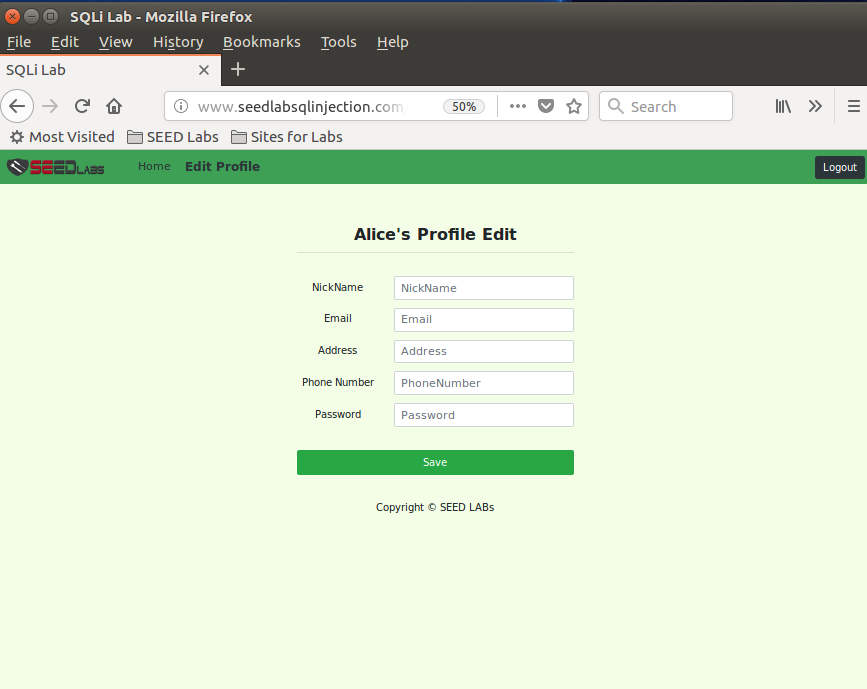 SQLi Lab - Mozilla Firefox
File Edit View History Bookmarks Tools Help
SQLi Lab
www.seedlabsqlinjection.com 50% Search
Most Visited SEED Labs Sites for Labs
SEEDLABS Home Edit Profile Logout
Alice's Profile Edit
NickName NickName
Email Email
Address Address
Phone Number PhoneNumber
Password Password
Save
Copyright © SEED LABs